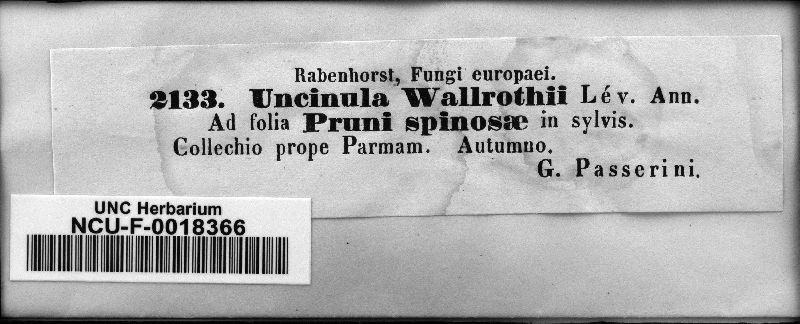 Rabenhorst, Fungi europaei.
2133. Uncinula Wallrothii Lév. Ann.
Ad folia Pruni spinosæ in sylvis.
Collechio prope Parmam. Autumno.
G. Passerini.
UNC Herbarium
NCU-F-0018366